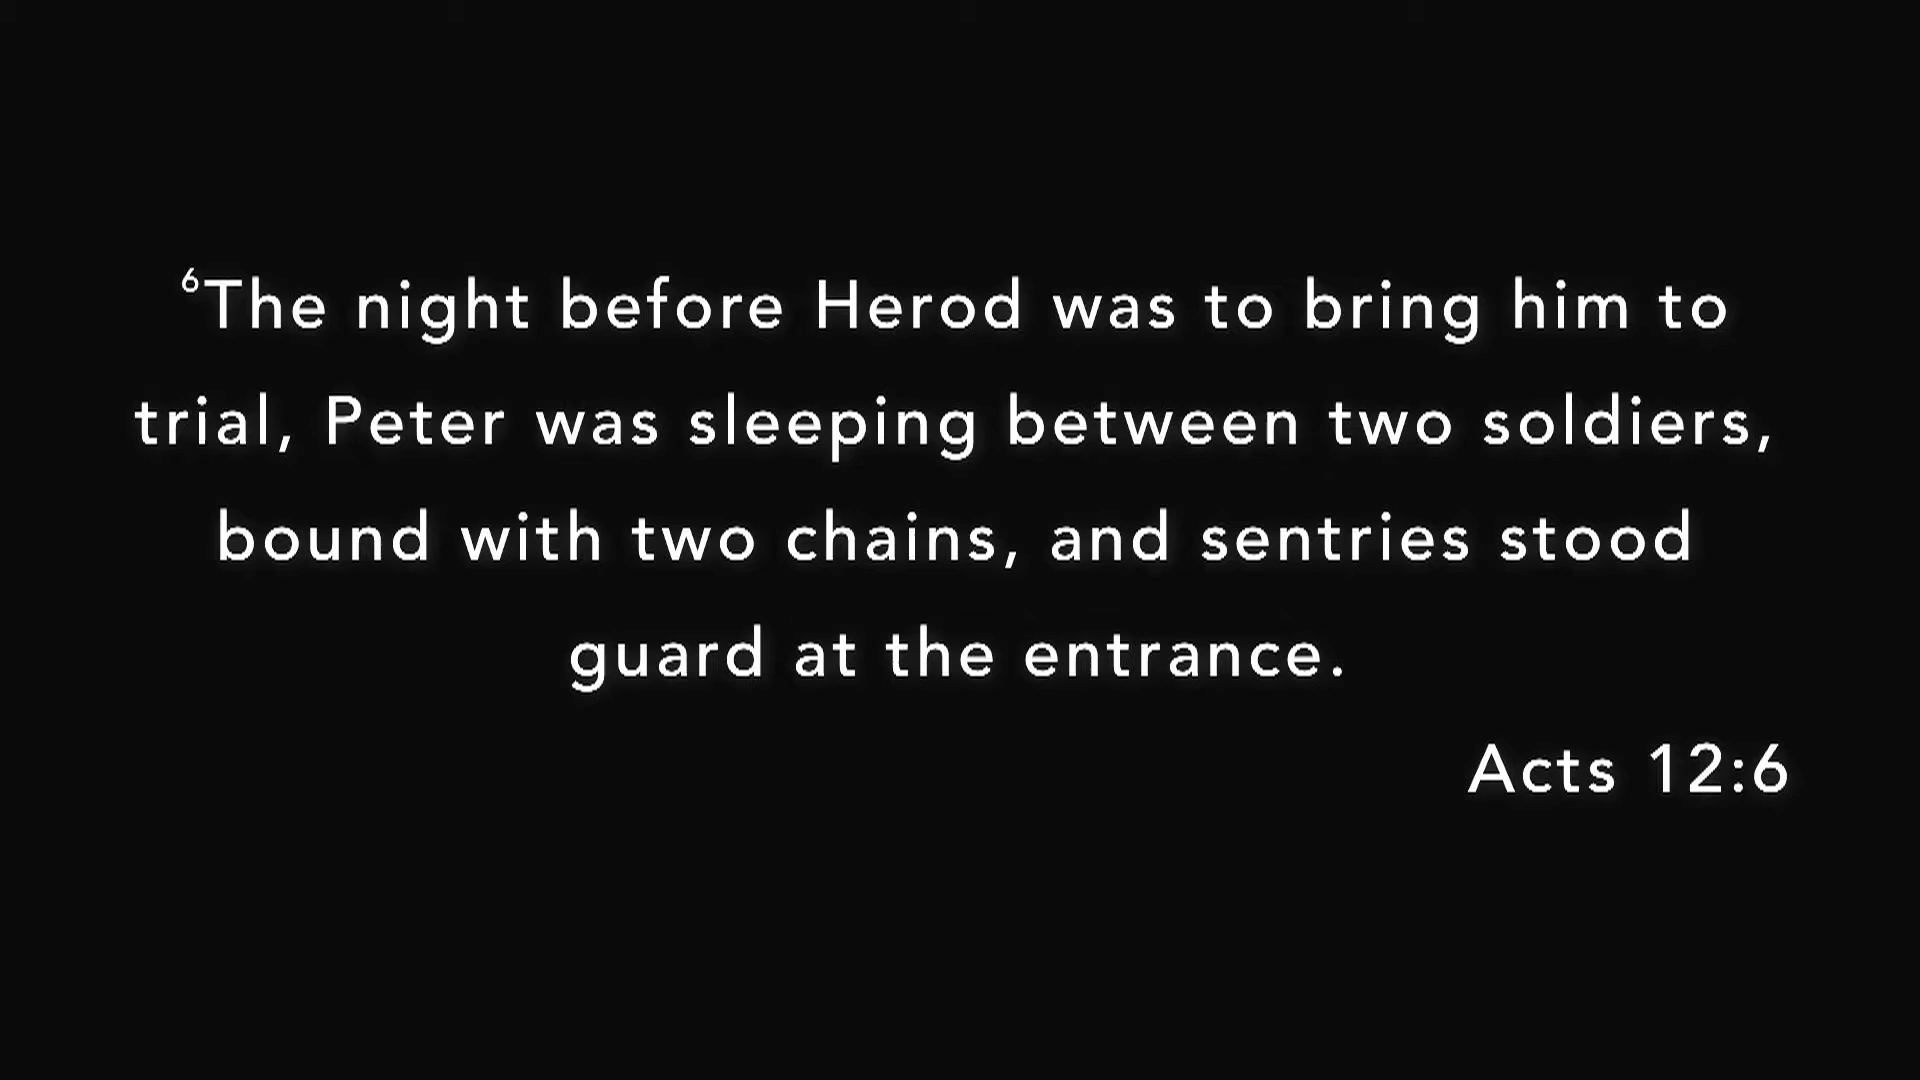 ⁶The night before Herod was to bring him to
trial, Peter was sleeping between two soldiers,
bound with two chains, and sentries stood
guard at the entrance.
Acts 12:6